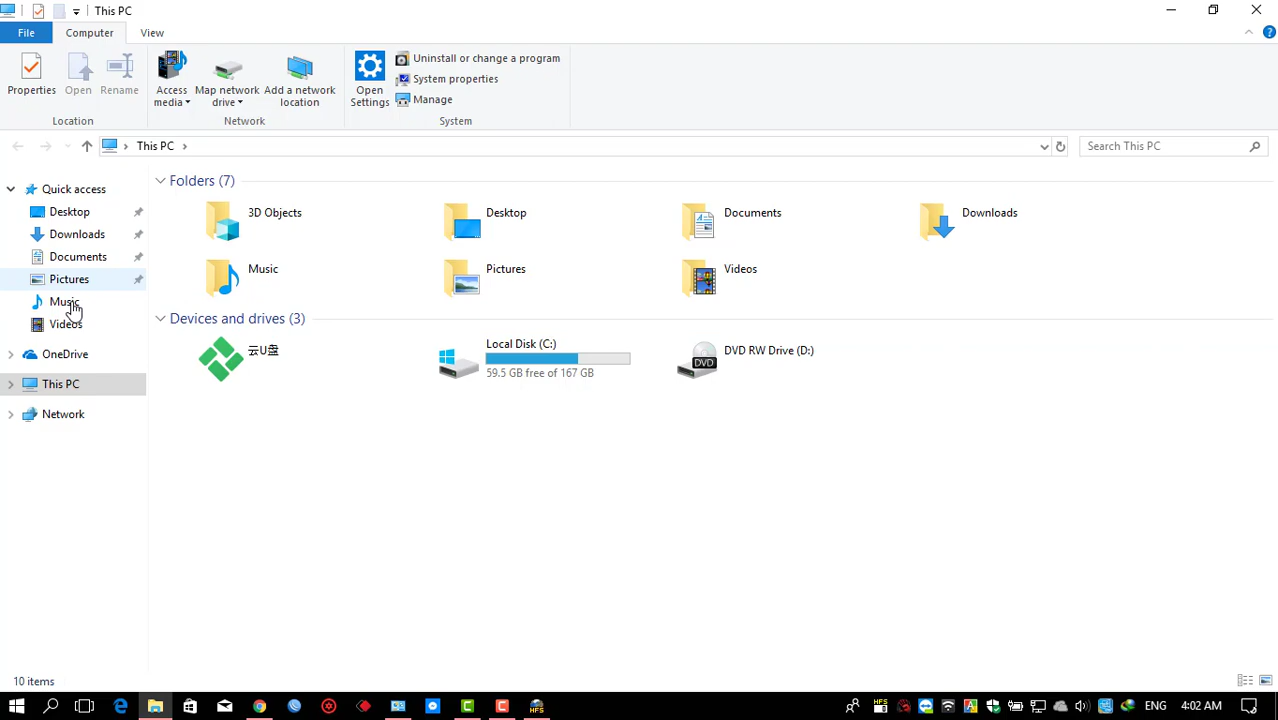 This PC
File
Computer
View
Properties
Open
Rename
Access
media
Map network
drive
Add a network
location
Open
Settings
Uninstall or change a program
System properties
Manage
Location
Network
System
This PC
Search This PC
Quick access
Desktop
Downloads
Documents
Pictures
Music
Videos
OneDrive
This PC
Network
Folders (7)
3D Objects
Desktop
Documents
Downloads
Music
Pictures
Videos
Devices and drives (3)
云U盘
Local Disk (C:)
59.5 GB free of 167 GB
DVD RW Drive (D:)
DVD
10 items
HFS
HFS
ENG
4:02 AM